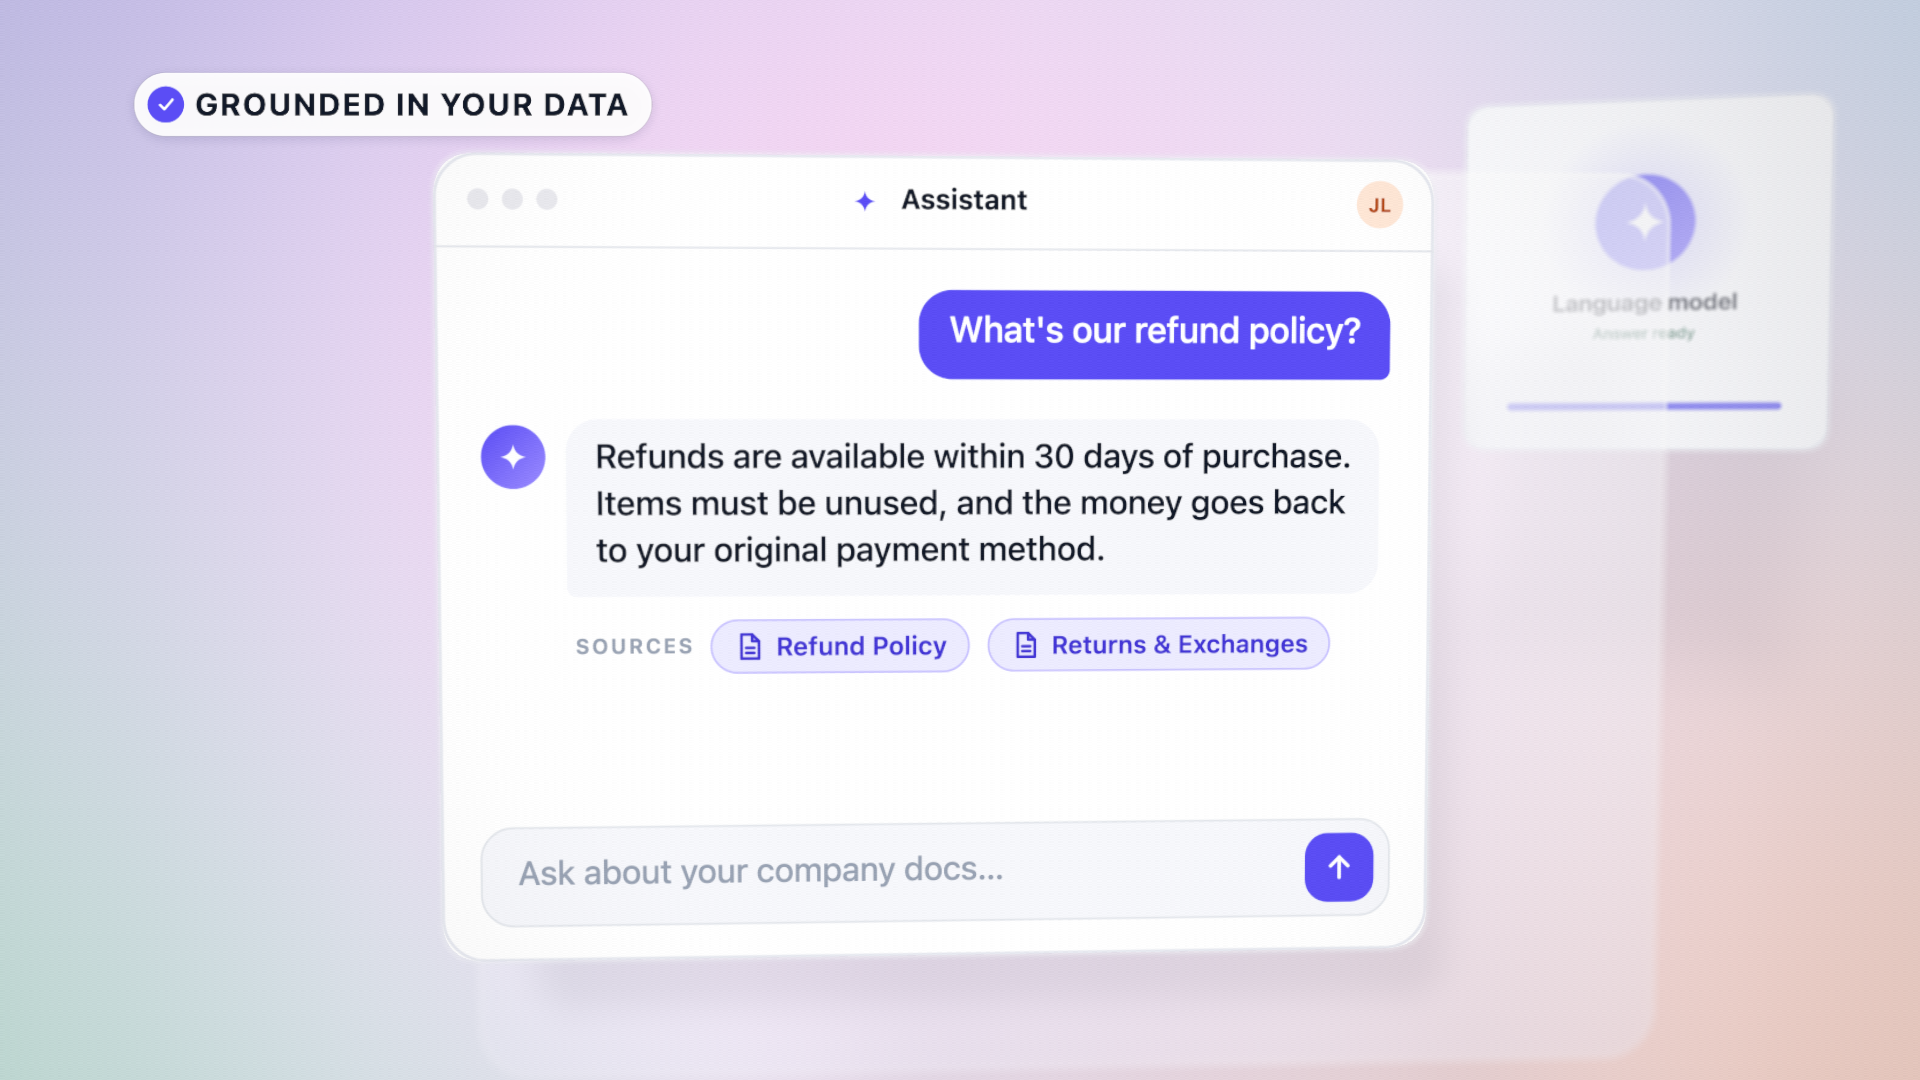 GROUNDED IN YOUR DATA
Assistant
JL
What's our refund policy?
Refunds are available within 30 days of purchase.
Items must be unused, and the money goes back
to your original payment method.
SOURCES Refund Policy Returns & Exchanges
Ask about your company docs...
Language model
Answer ready